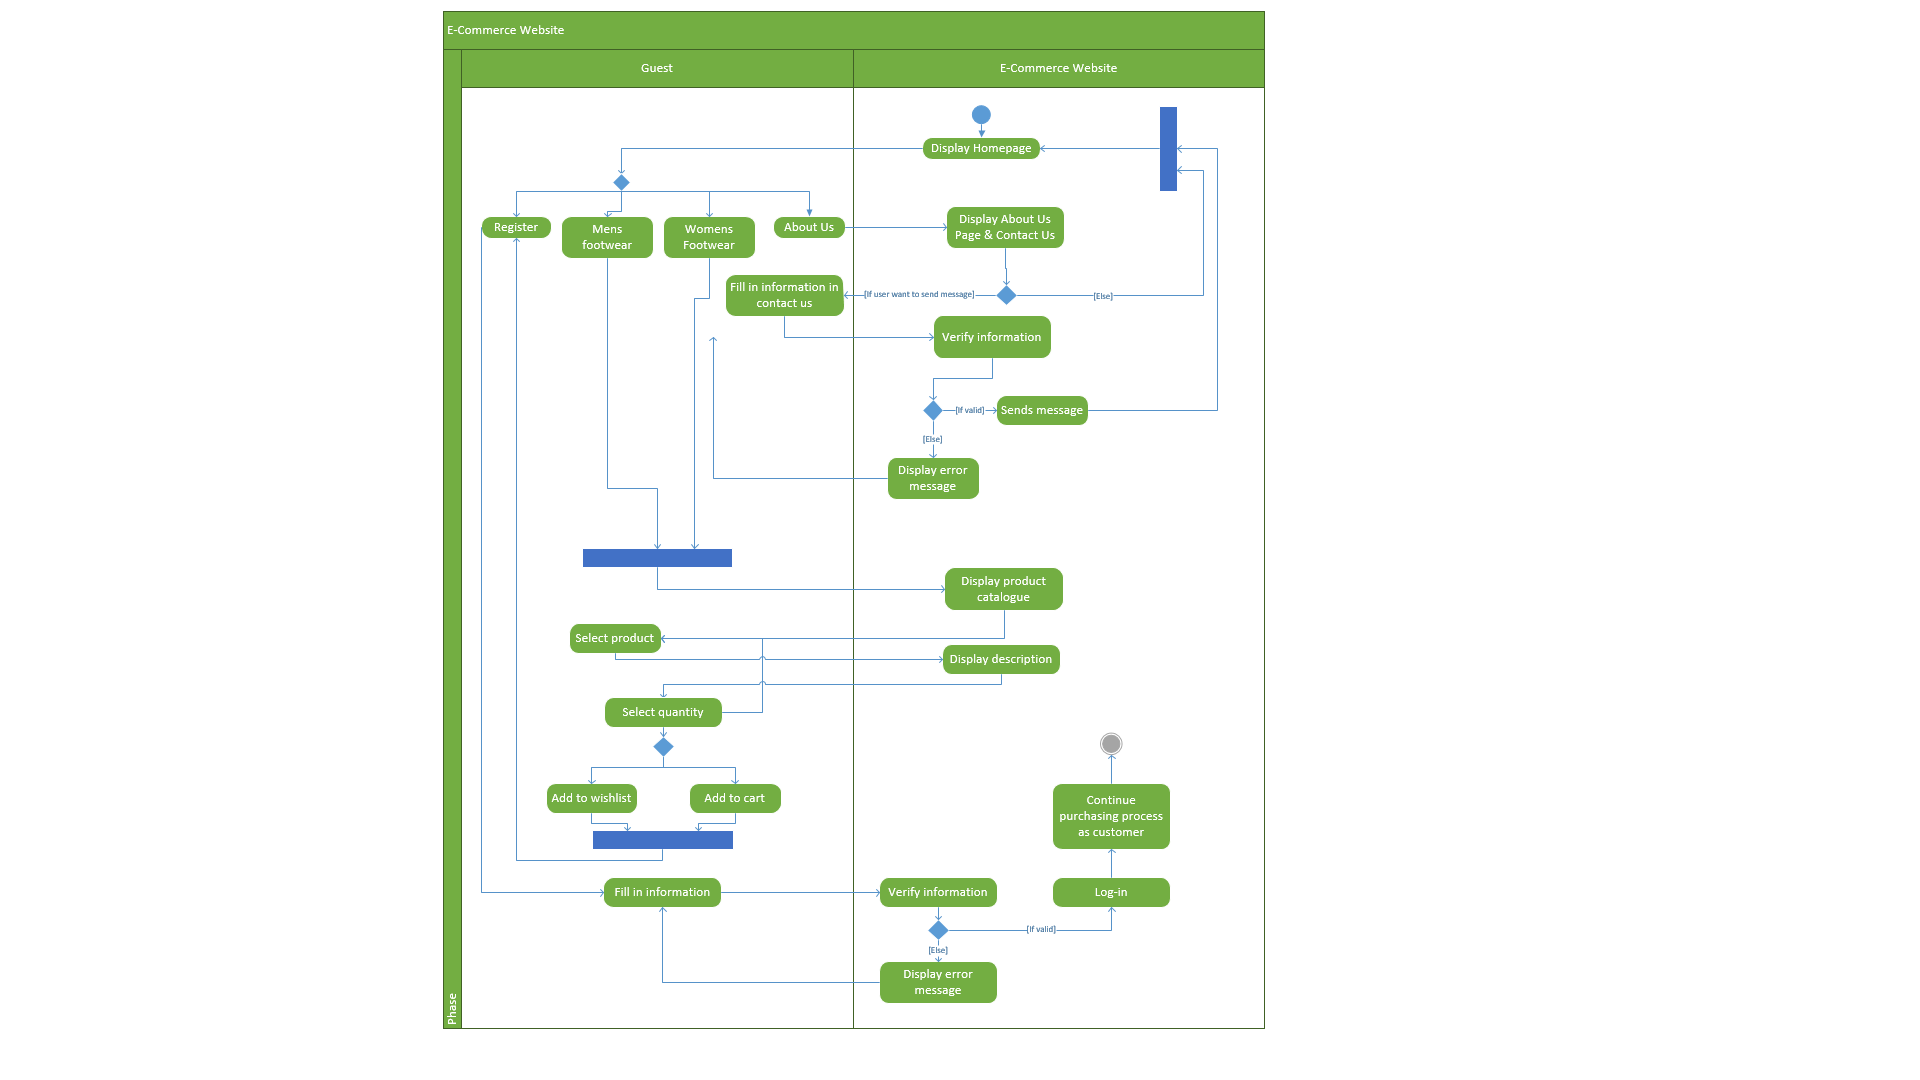 E-Commerce Website
Guest
E-Commerce Website
Display Homepage
Register
Mens
footwear
Womens
Footwear
About Us
Display About Us
Page & Contact Us
Fill in information in
contact us
[If user want to send message]
[Else]
Verify information
[If valid]
Sends message
[Else]
Display error
message
Display product
catalogue
Select product
Display description
Select quantity
Add to wishlist
Add to cart
Continue
purchasing process
as customer
Fill in information
Verify information
Log-in
[If valid]
[Else]
Display error
message
Phase